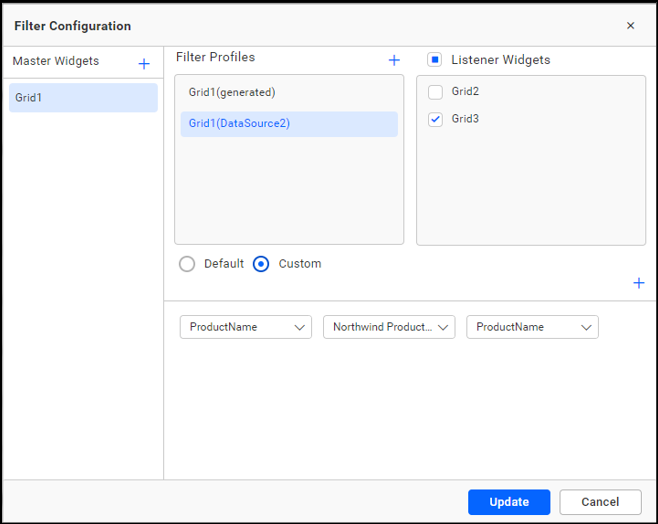 Filter Configuration
Master Widgets
Grid1
Filter Profiles
Grid1(generated)
Grid1(DataSource2)
Listener Widgets
Grid2
Grid3
Default
Custom
ProductName
Northwind Product...
ProductName
Update
Cancel